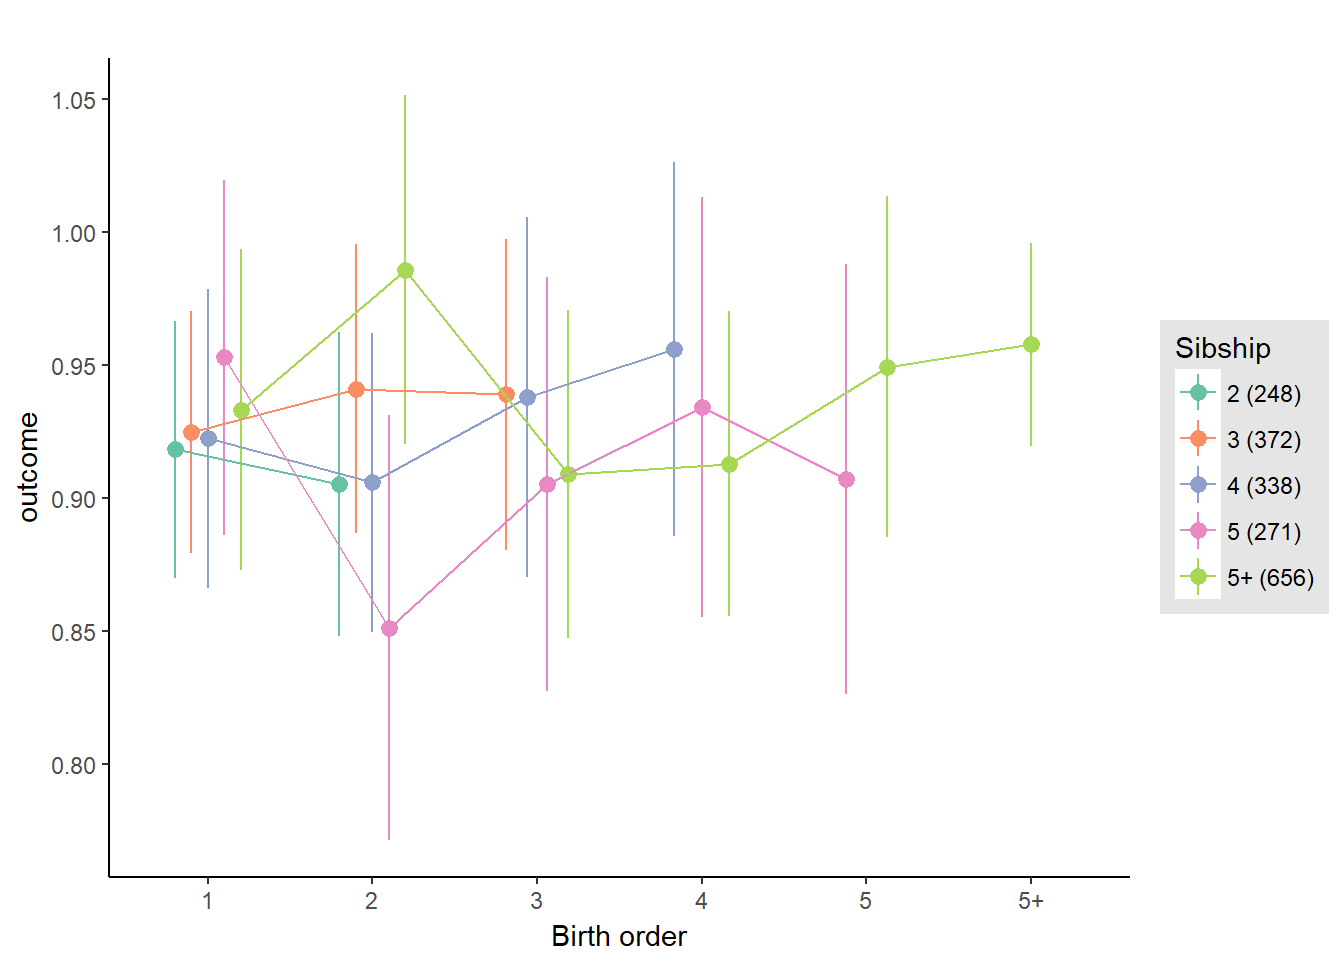 1.05
1.00
0.95
0.90
0.85
0.80
outcome
1 2 3 4 5 5+
Birth order
Sibship
2 (248)
3 (372)
4 (338)
5 (271)
5+ (656)